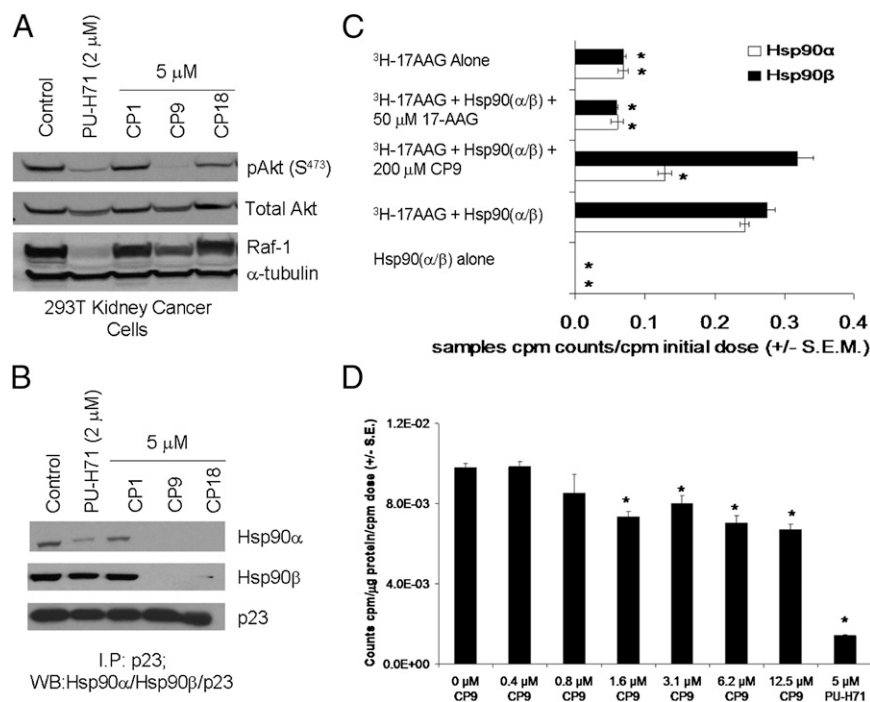 A
Control
PU-H71 (2 μM)
5 μM
CP1
CP9
CP18
pAkt (S473)
Total Akt
Raf-1
α-tubulin
293T Kidney Cancer
Cells
B
Control
PU-H71 (2 μM)
5 μM
CP1
CP9
CP18
Hsp90α
Hsp90β
p23
I.P: p23;
WB:Hsp90α/Hsp90β/p23
C
Hsp90α
Hsp90β
³H-17AAG Alone
*
*
³H-17AAG + Hsp90(α/β) +
50 μM 17-AAG
*
*
³H-17AAG + Hsp90(α/β) +
200 μM CP9
*
³H-17AAG + Hsp90(α/β)
Hsp90(α/β) alone
*
*
0.0 0.1 0.2 0.3 0.4
samples cpm counts/cpm initial dose (+/- S.E.M.)
D
Counts cpm/μg protein/cpm dose (+/- S.E.)
1.2E-02
8.0E-03
4.0E-03
0.0E+00
* * * * *
0 μM CP9
0.4 μM CP9
0.8 μM CP9
1.6 μM CP9
3.1 μM CP9
6.2 μM CP9
12.5 μM CP9
5 μM PU-H71